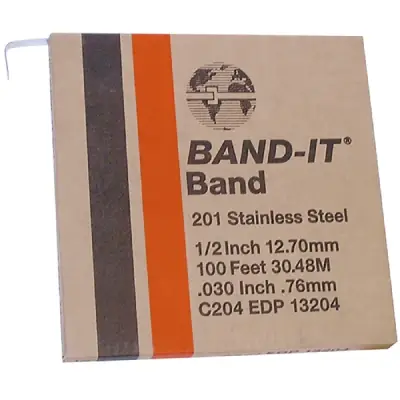 BAND-IT®
Band
201 Stainless Steel
1/2 Inch 12.70mm
100 Feet 30.48M
.030 Inch .76mm
C204 EDP 13204